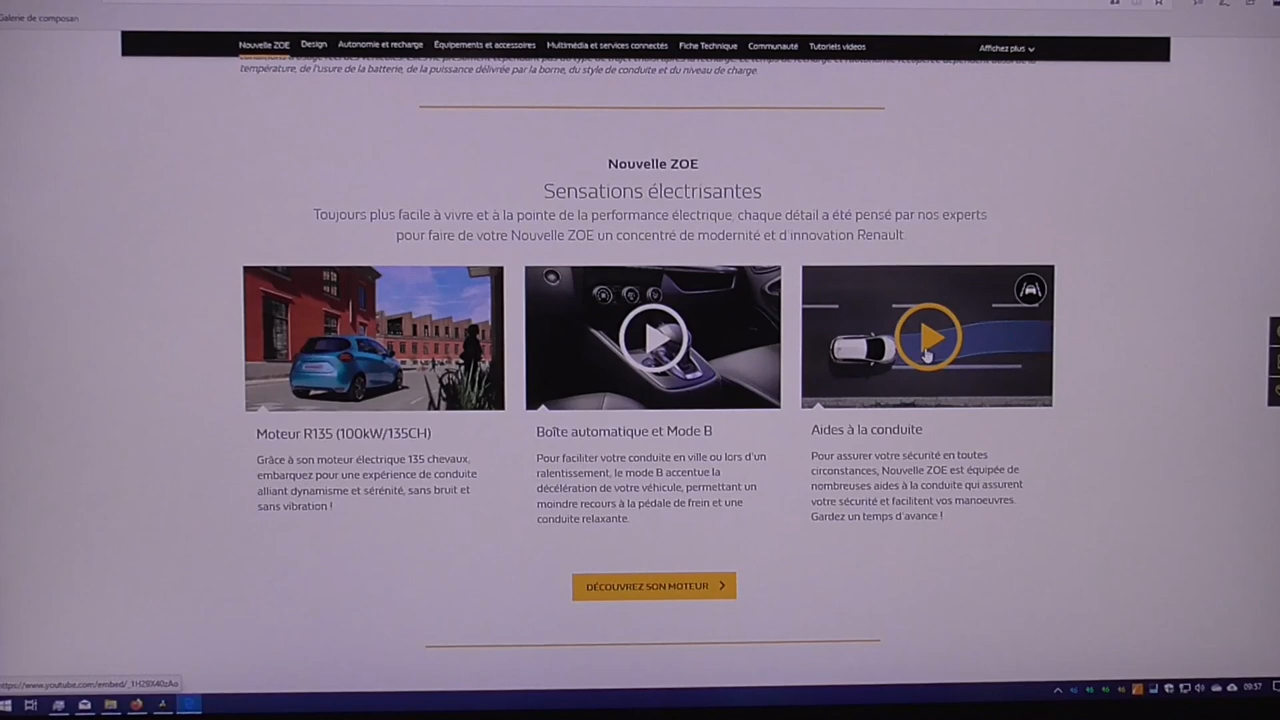 Galerie de composan
Nouvelle ZOE Design Autonomie et recharge Équipements et accessoires Multimédia et services connectés Fiche Technique Communauté Tutoriels videos Affichez plus
température, de l'usure de la batterie, de la puissance délivrée par la borne, du style de conduite et du niveau de charge.
Nouvelle ZOE
Sensations électrisantes
Toujours plus facile à vivre et à la pointe de la performance électrique, chaque détail a été pensé par nos experts
pour faire de votre Nouvelle ZOE un concentré de modernité et d'innovation Renault.
Moteur R135 (100kW/135CH)
Grâce à son moteur électrique 135 chevaux,
embarquez pour une expérience de conduite
alliant dynamisme et sérénité, sans bruit et
sans vibration !
Boîte automatique et Mode B
Pour faciliter votre conduite en ville ou lors d'un
ralentissement, le mode B accentue la
décélération de votre véhicule, permettant un
moindre recours à la pédale de frein et une
conduite relaxante.
Aides à la conduite
Pour assurer votre sécurité en toutes
circonstances, Nouvelle ZOE est équipée de
nombreuses aides à la conduite qui assurent
votre sécurité et facilitent vos manoeuvres.
Gardez un temps d'avance !
DÉCOUVREZ SON MOTEUR
09:57